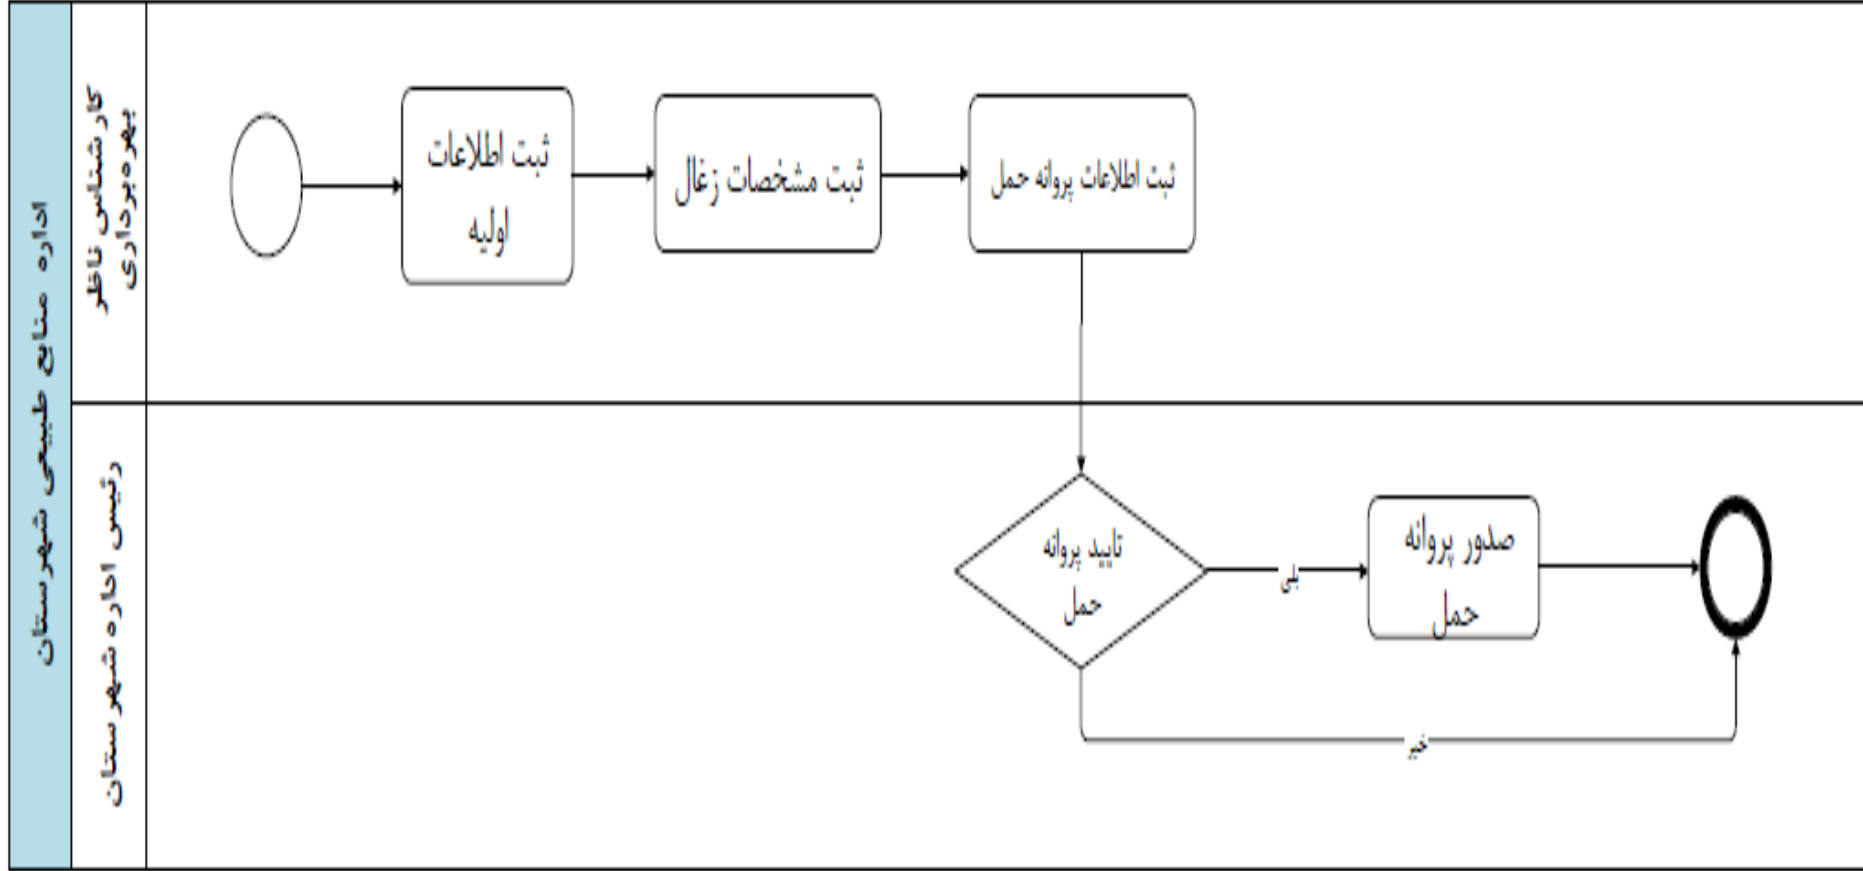 اداره منابع طبیعی شهرستان
کارشناس ناظر
بهره‌برداری
ثبت اطلاعات
اولیه
ثبت مشخصات زغال
ثبت اطلاعات پروانه حمل
رئیس اداره شهرستان
تایید پروانه
حمل
بلی
صدور پروانه
حمل
خیر